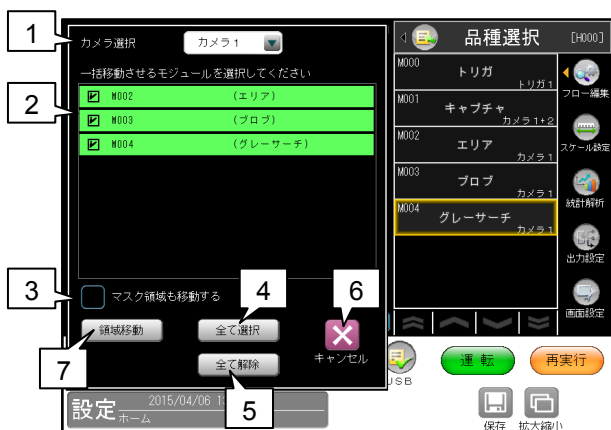 1
カメラ選択
カメラ1
一括移動させるモジュールを選択してください
2
M002 (エリア)
M003 (ブロブ)
M004 (グレーサーチ)
3
マスク領域も移動する
4
6
領域移動
全て選択
キャンセル
7
全て解除
5
設定 2015/04/06 1
ホーム
品種選択 [H000]
M000
トリガ
トリガ1
M001
キャプチャ
カメラ1+2
M002
エリア
カメラ1
M003
ブロブ
カメラ1
M004
グレーサーチ
カメラ1
フロー編集
スケール設定
統計解析
出力設定
画面設定
USB
運転
再実行
保存
拡大縮小